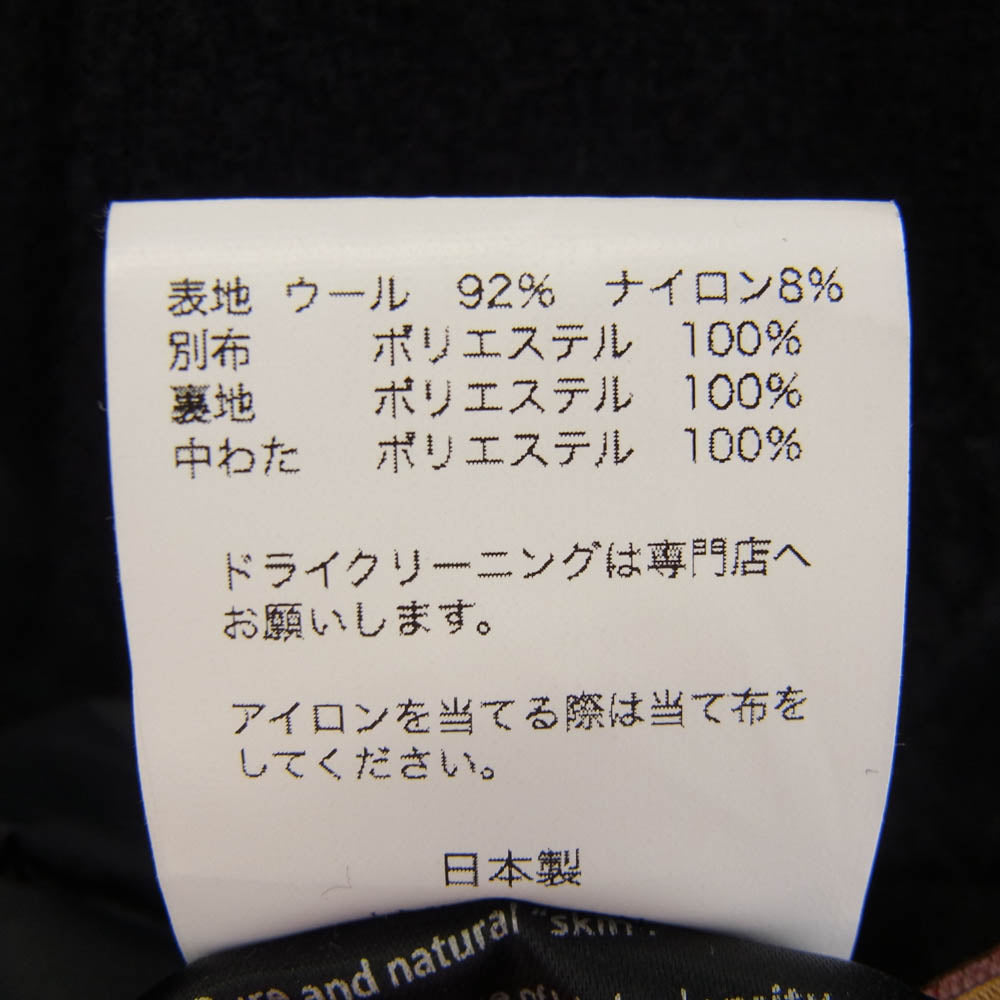 表地 ウール 92% ナイロン8%
別布 ポリエステル 100%
裏地 ポリエステル 100%
中わた ポリエステル 100%
ドライクリーニングは専門店へ
お願いします。
アイロンを当てる際は当て布を
してください。
日本製
and natural "skin".
of